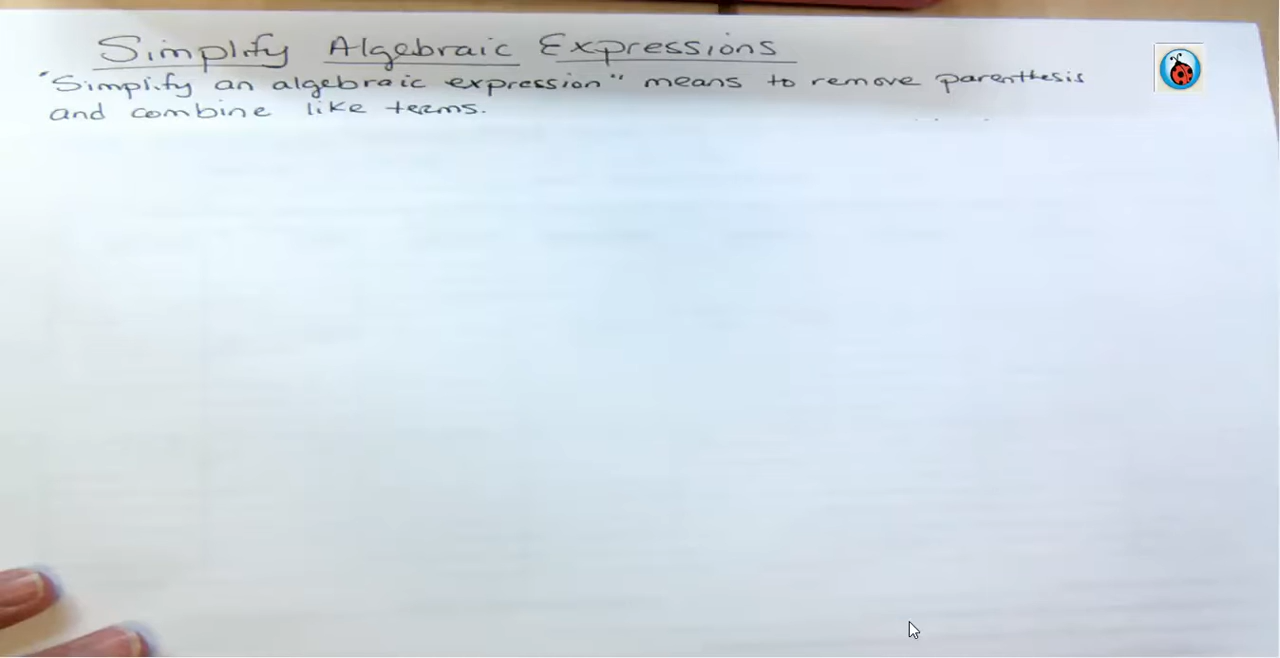 Simplify Algebraic Expressions
"Simplify an algebraic expression" means to remove parenthesis
and combine like terms.